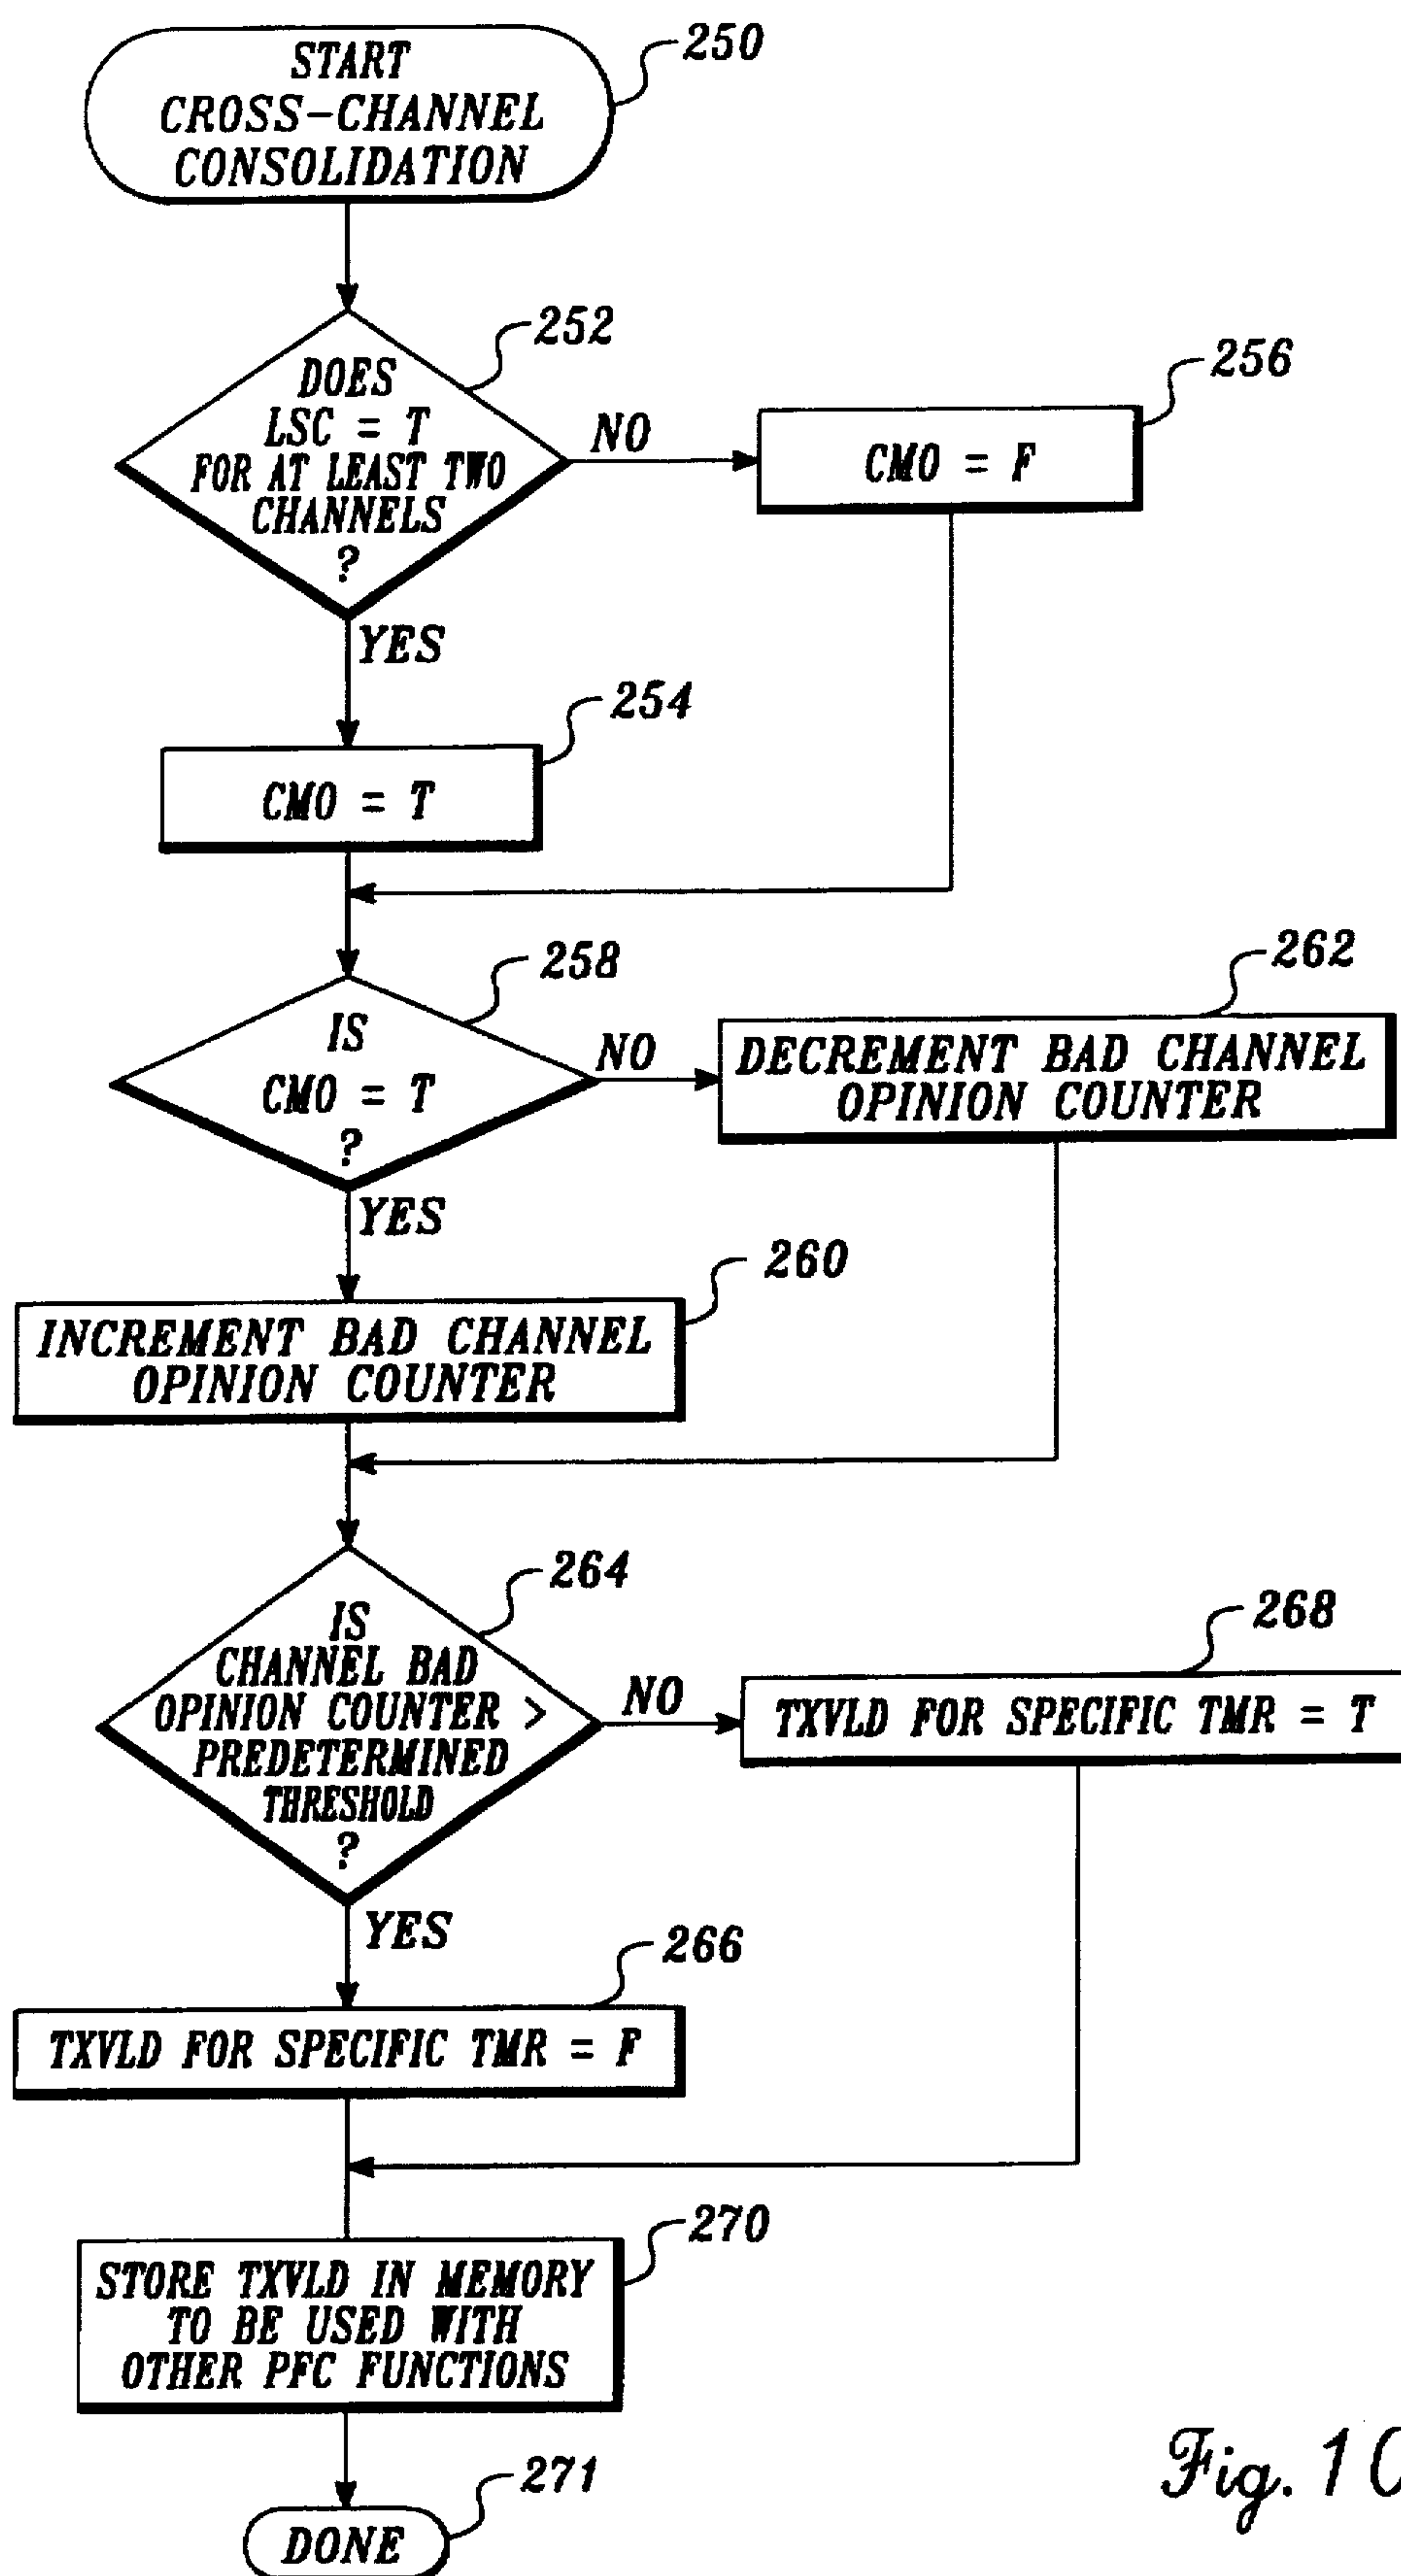 START
CROSS-CHANNEL
CONSOLIDATION
250
DOES
LSC = T
FOR AT LEAST TWO
CHANNELS
?
252
NO
256
CMO = F
YES
254
CMO = T
258
IS
CMO = T
?
NO
262
DECREMENT BAD CHANNEL
OPINION COUNTER
YES
260
INCREMENT BAD CHANNEL
OPINION COUNTER
264
IS
CHANNEL BAD
OPINION COUNTER >
PREDETERMINED
THRESHOLD
?
NO
268
TXVLD FOR SPECIFIC TMR = T
YES
266
TXVLD FOR SPECIFIC TMR = F
270
STORE TXVLD IN MEMORY
TO BE USED WITH
OTHER PFC FUNCTIONS
271
DONE
Fig. 10